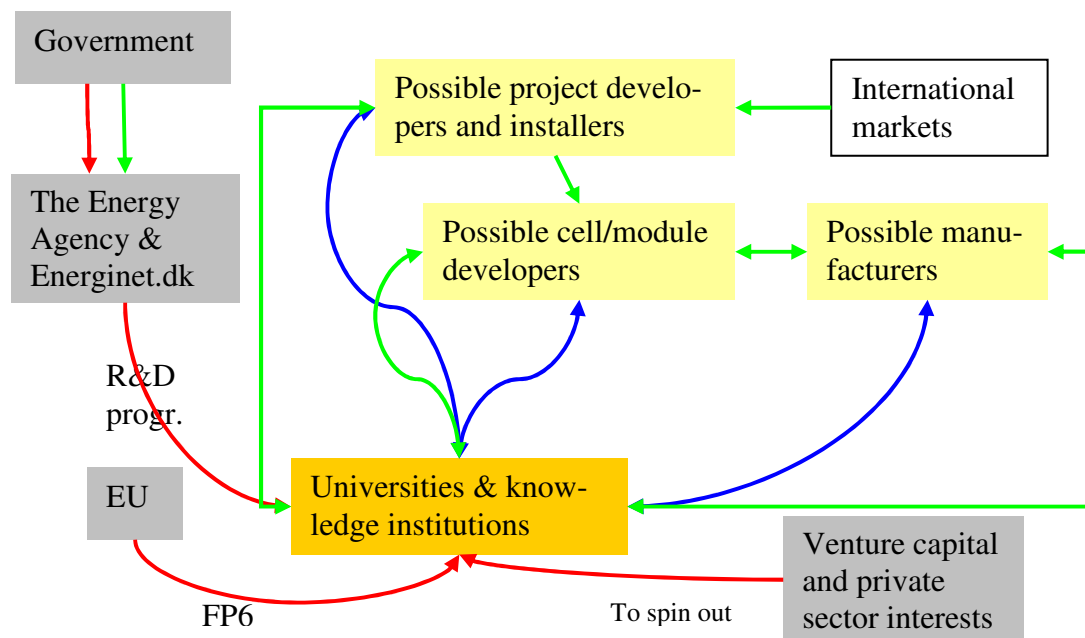 Government
Possible project develo-
pers and installers
International
markets
The Energy
Agency &
Energinet.dk
Possible cell/module
developers
Possible manu-
facturers
R&D
progr.
EU
Universities & know-
ledge institutions
Venture capital
and private
sector interests
FP6
To spin out